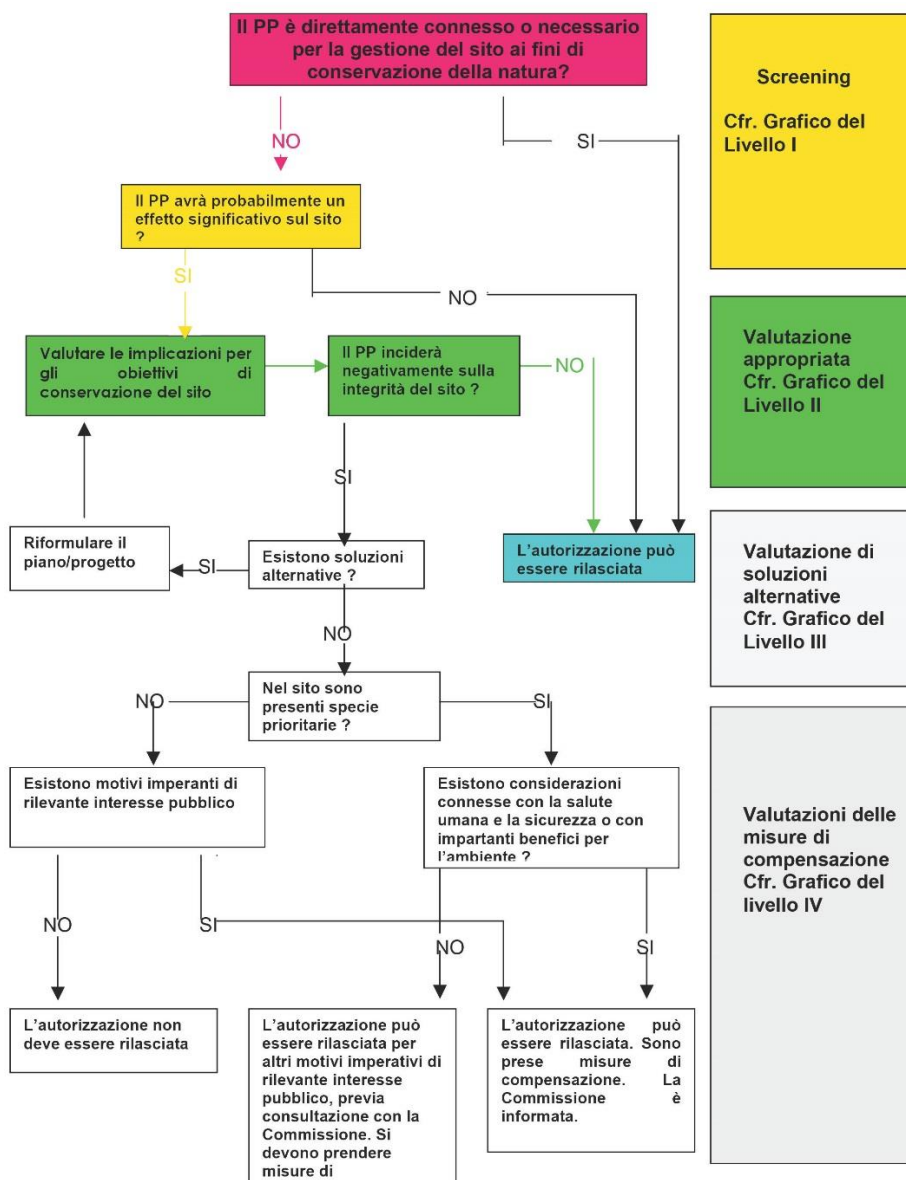 Il PP è direttamente connesso o necessario
per la gestione del sito ai fini di
conservazione della natura?
Screening
Cfr. Grafico del
Livello I
NO
SI
Il PP avrà probabilmente un
effetto significativo sul sito
?
SI
NO
Valutare le implicazioni per
gli obiettivi di
conservazione del sito
Il PP inciderà
negativamente sulla
integrità del sito ?
NO
Valutazione
appropriata
Cfr. Grafico del
Livello II
SI
Riformulare il
piano/progetto
SI
Esistono soluzioni
alternative ?
L'autorizzazione può
essere rilasciata
Valutazione di
soluzioni
alternative
Cfr. Grafico del
Livello III
NO
NO
Nel sito sono
presenti specie
prioritarie ?
SI
Esistono motivi imperanti di
rilevante interesse pubblico
Esistono considerazioni
connesse con la salute
umana e la sicurezza o con
impartanti benefici per
l'ambiente ?
Valutazioni delle
misure di
compensazione
Cfr. Grafico del
livello IV
NO
SI
NO
SI
L'autorizzazione non
deve essere rilasciata
L'autorizzazione può
essere rilasciata per
altri motivi imperativi di
rilevante interesse
pubblico, previa
consultazione con la
Commissione. Si
devono prendere
misure di
L'autorizzazione può
essere rilasciata. Sono
prese misure di
compensazione. La
Commissione è
informata.